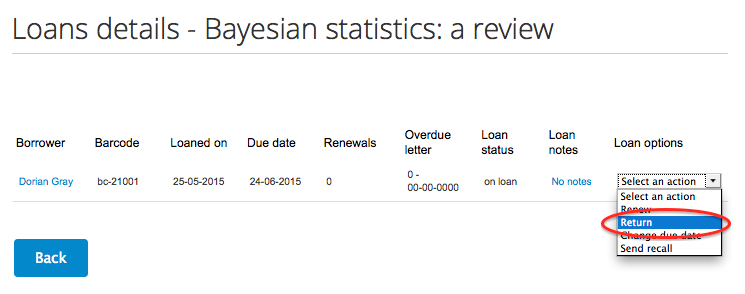 Loans details - Bayesian statistics: a review
Borrower Barcode Loaned on Due date Renewals Overdue letter Loan status Loan notes Loan options
Dorian Gray bc-21001 25-05-2015 24-06-2015 0 0 - 00-00-0000 on loan No notes Select an action
Select an action
Renew
Return
Change due date
Send recall
Back